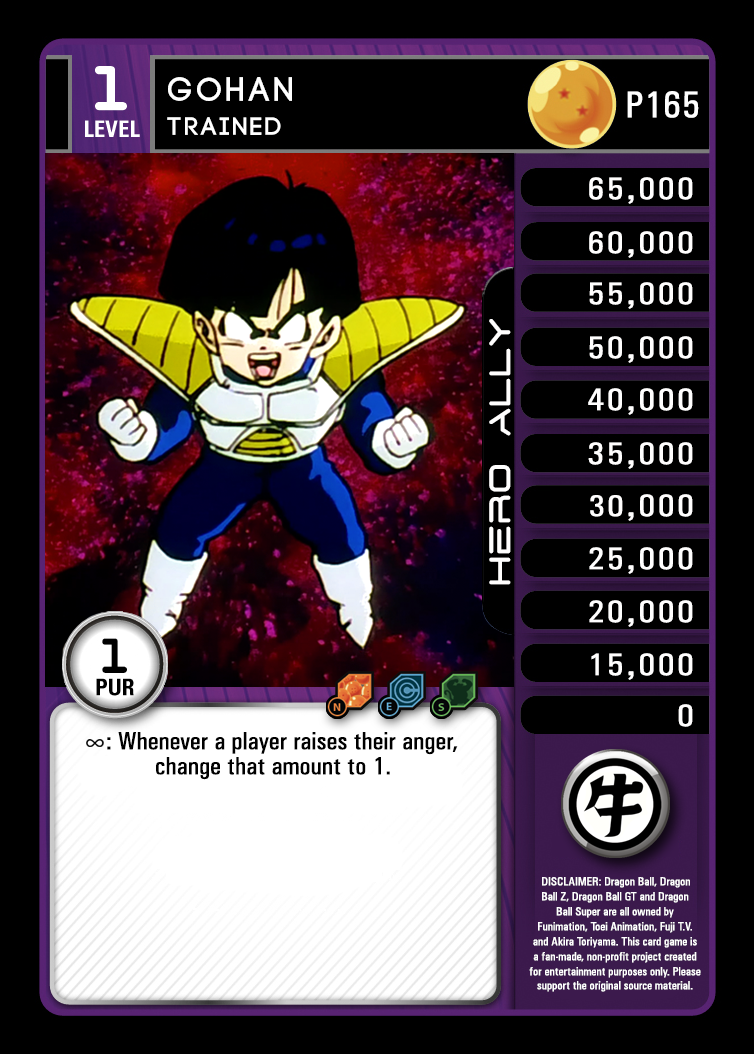 1
LEVEL
GOHAN
TRAINED
P165
65,000
60,000
55,000
50,000
40,000
35,000
30,000
25,000
20,000
15,000
0
HERO ALLY
1
PUR
N E S
∞: Whenever a player raises their anger,
change that amount to 1.
牛
DISCLAIMER: Dragon Ball, Dragon
Ball Z, Dragon Ball GT and Dragon
Ball Super are all owned by
Funimation, Toei Animation, Fuji T.V.
and Akira Toriyama. This card game is
a fan-made, non-profit project created
for entertainment purposes only. Please
support the original source material.